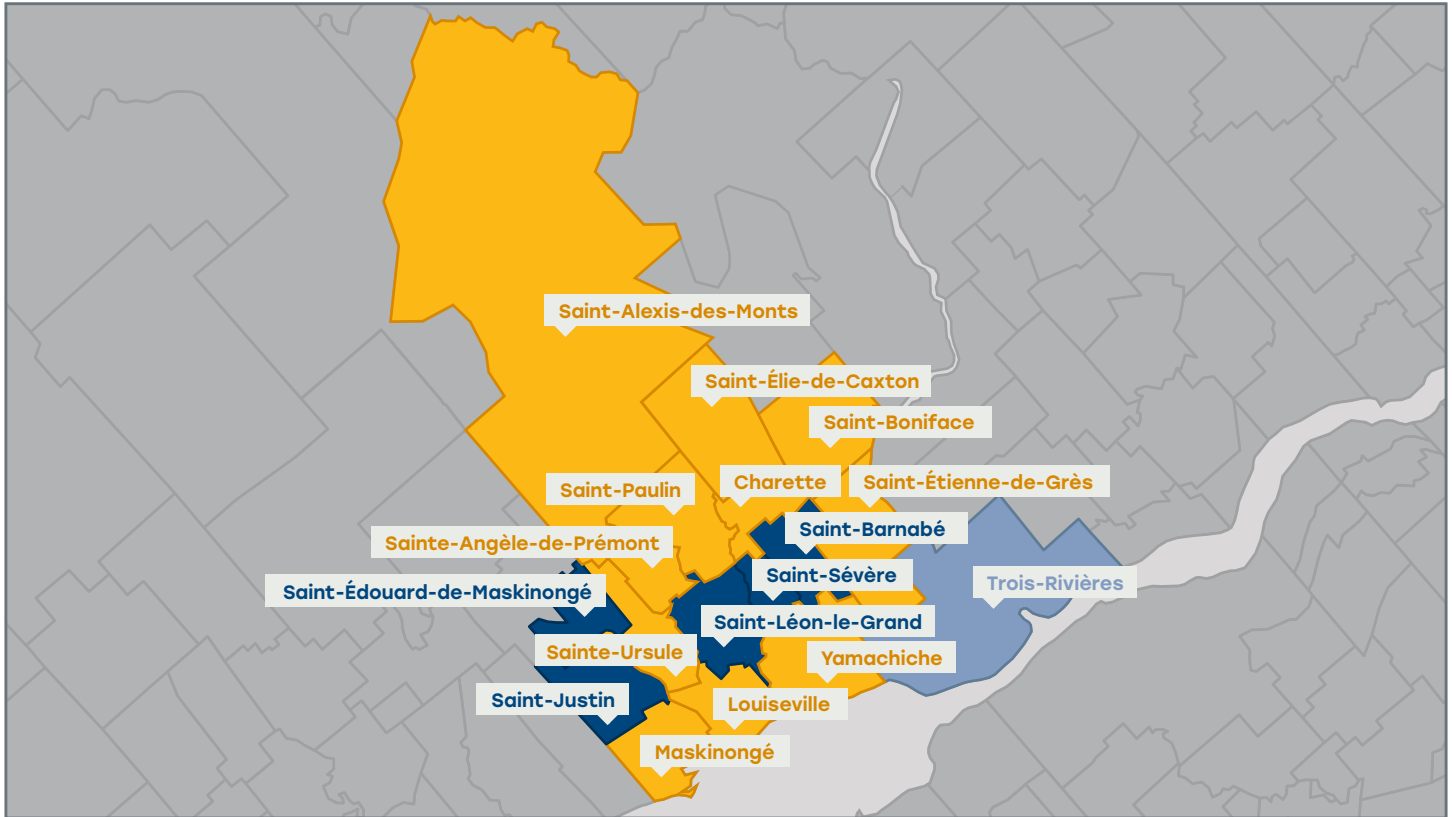 Saint-Alexis-des-Monts
Saint-Élie-de-Caxton
Saint-Boniface
Charette
Saint-Étienne-de-Grès
Saint-Paulin
Saint-Barnabé
Sainte-Angèle-de-Prémont
Saint-Sévère
Trois-Rivières
Saint-Édouard-de-Maskinongé
Saint-Léon-le-Grand
Sainte-Ursule
Yamachiche
Saint-Justin
Louiseville
Maskinongé